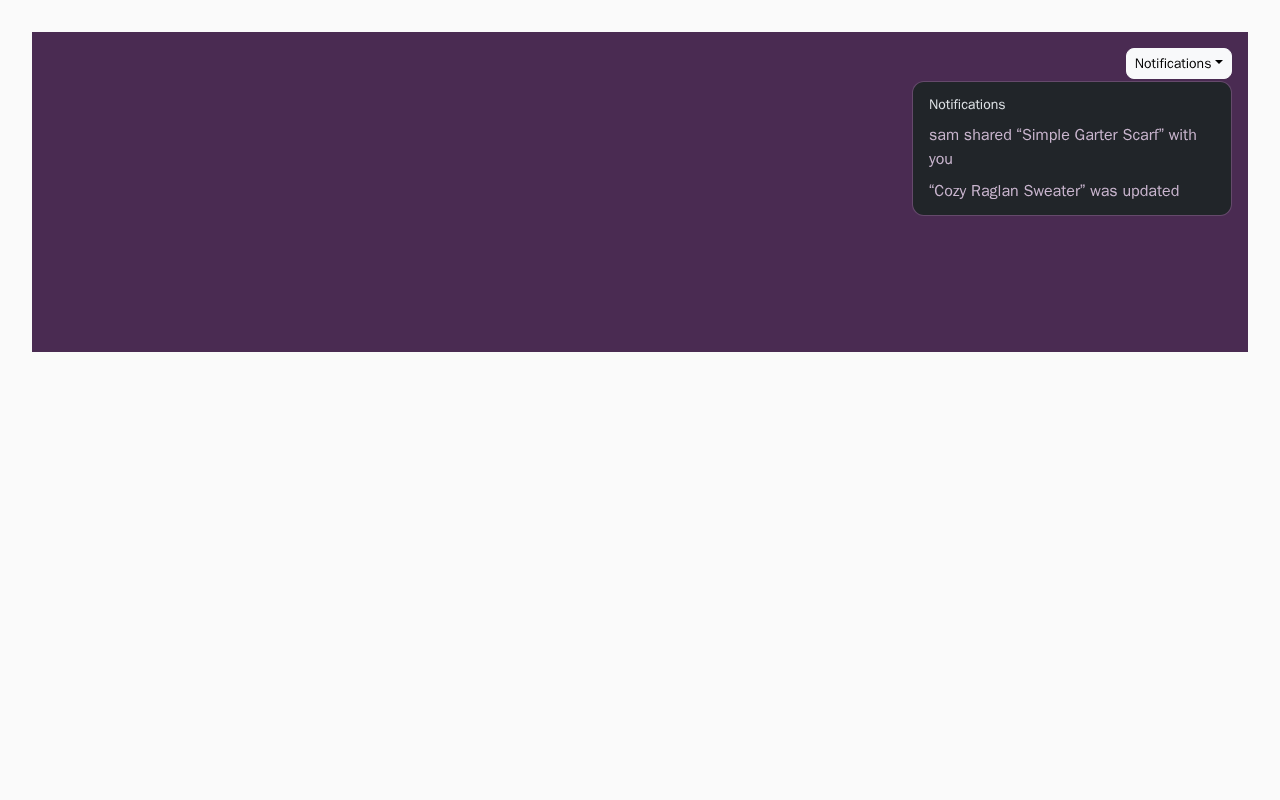 Notifications
Notifications
sam shared “Simple Garter Scarf” with
you
“Cozy Raglan Sweater” was updated